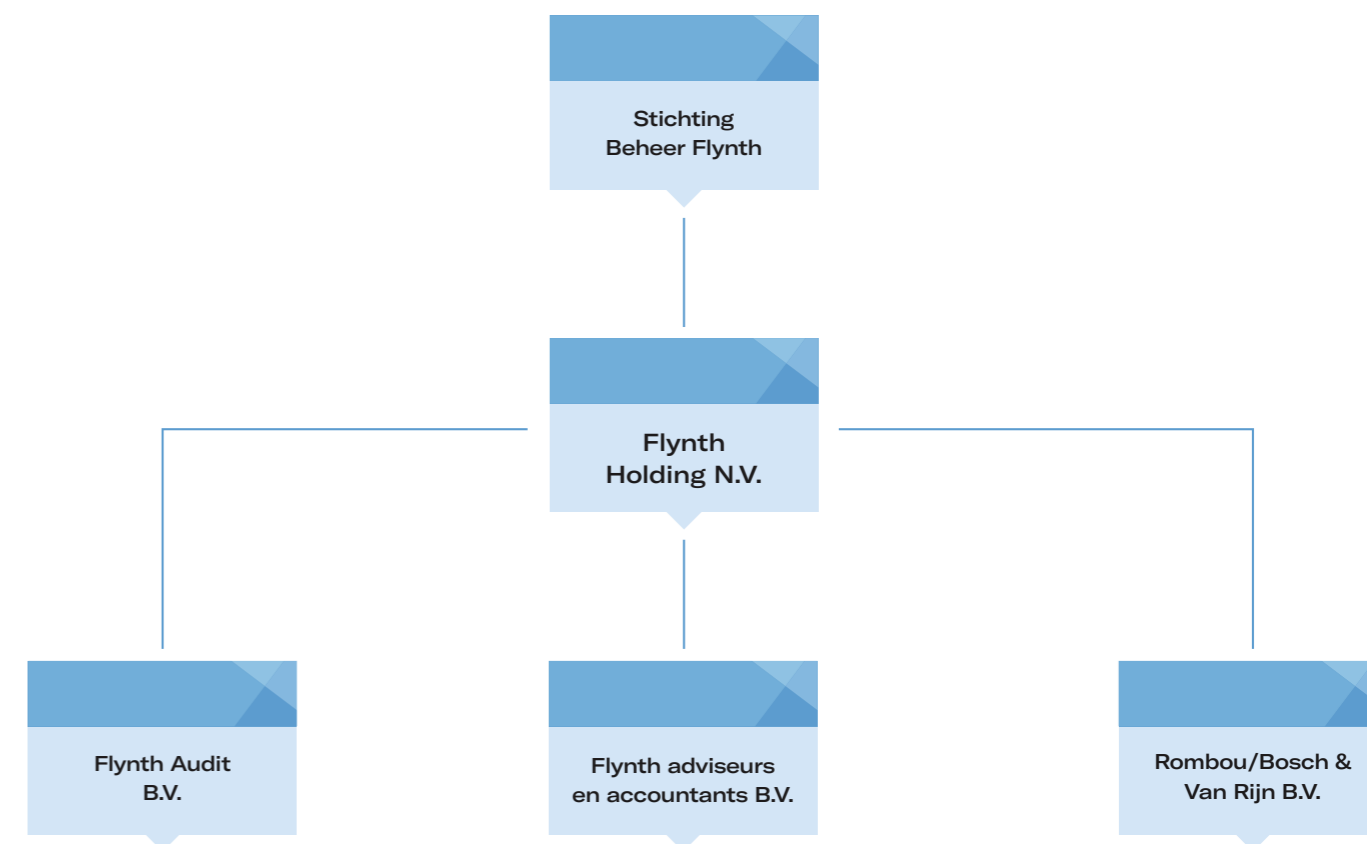 Stichting
Beheer Flynth
Flynth
Holding N.V.
Flynth Audit
B.V.
Flynth adviseurs
en accountants B.V.
Rombou/Bosch &
Van Rijn B.V.